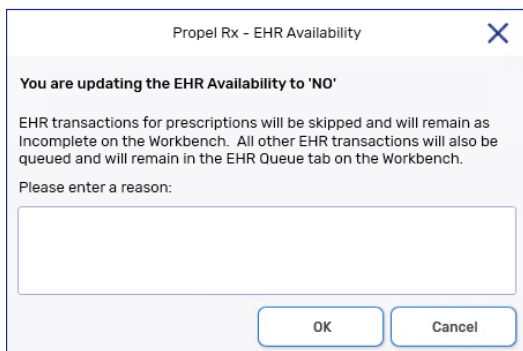 Propel Rx - EHR Availability
You are updating the EHR Availability to 'NO'
EHR transactions for prescriptions will be skipped and will remain as
Incomplete on the Workbench. All other EHR transactions will also be
queued and will remain in the EHR Queue tab on the Workbench.
Please enter a reason:
OK
Cancel